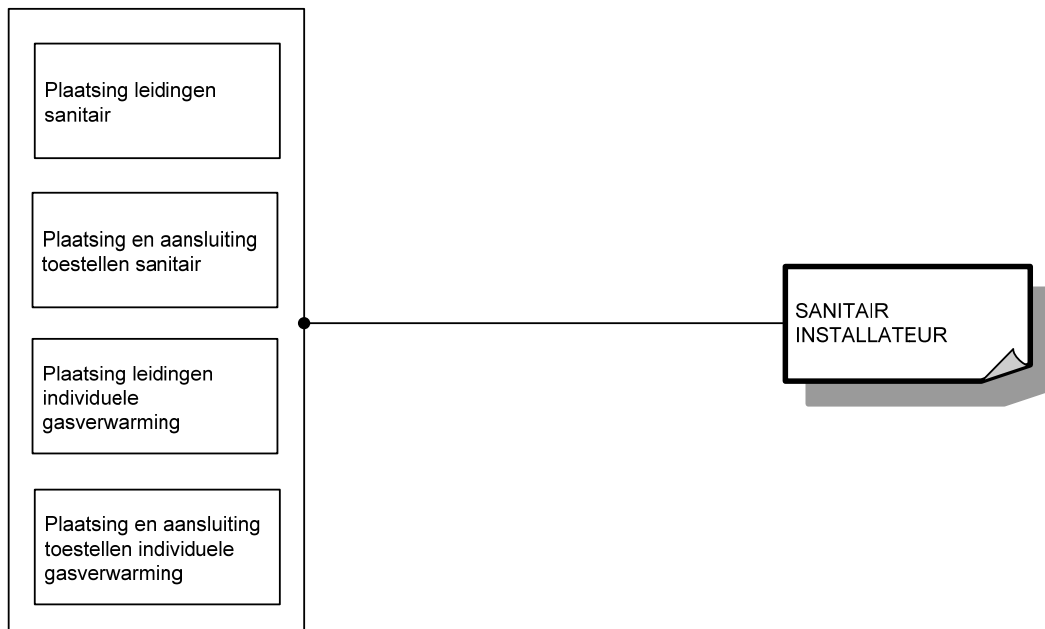 Plaatsing leidingen
sanitair
Plaatsing en aansluiting
toestellen sanitair
Plaatsing leidingen
individuele
gasverwarming
Plaatsing en aansluiting
toestellen individuele
gasverwarming
SANITAIR
INSTALLATEUR